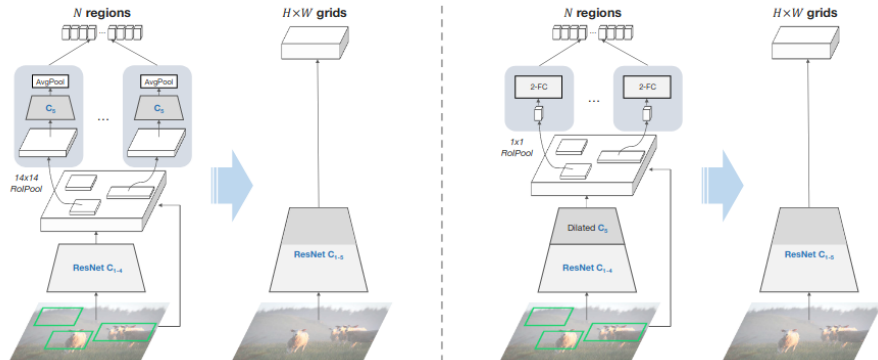 N regions
H×W grids
AvgPool
AvgPool
C5
C5
...
14x14
RoIPool
ResNet C1-4
ResNet C1-5
N regions
H×W grids
2-FC
2-FC
...
1x1
RoIPool
Dilated C5
ResNet C1-4
ResNet C1-5